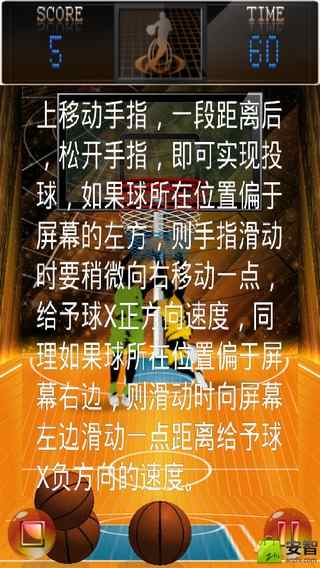 SCORE
TIME
5
60
上移动手指，一段距离后
，松开手指，即可实现投
球，如果球所在位置偏于
屏幕的左方，则手指滑动
时要稍微向右移动一点，
给予球X正方向速度，同
理如果球所在位置偏于屏
幕右边，则滑动时向屏幕
左边滑动一点距离给予球
X负方向的速度。
安智
anzhi.com